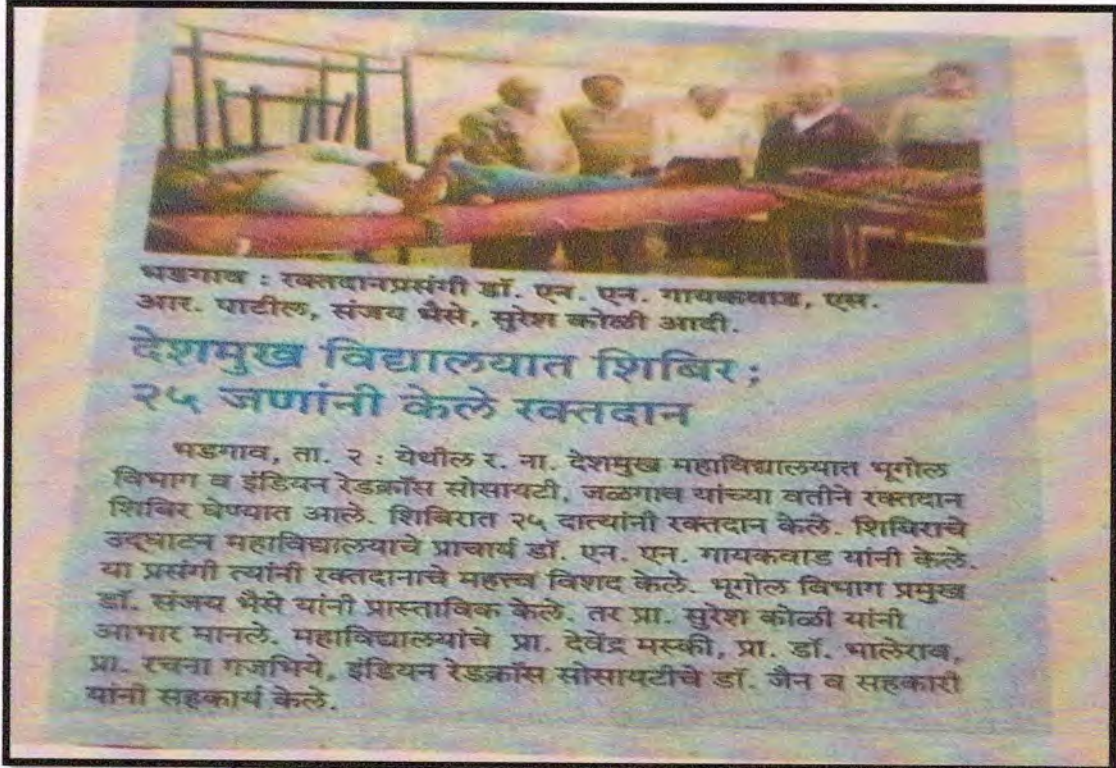 भडगाव : रक्तदानप्रसंगी डॉ. एन. एन. गायकवाड, एस.
आर. पाटील, संजय भैसे, सुरेश कोळी आदी.
देशमुख विद्यालयात शिबिर ;
२५ जणांनी केले रक्तदान
भडगाव, ता. २ : येथील र. ना. देशमुख महाविद्यालयात भूगोल
विभाग व इंडियन रेडक्रॉस सोसायटी, जळगाव यांच्या वतीने रक्तदान
शिबिर घेण्यात आले. शिबिरात २५ दात्यांनी रक्तदान केले. शिबिराचे
उद्‌घाटन महाविद्यालयाचे प्राचार्य डॉ. एन. एन. गायकवाड यांनी केले.
या प्रसंगी त्यांनी रक्तदानाचे महत्त्व विशद केले. भूगोल विभाग प्रमुख
डॉ. संजय भैसे यांनी प्रास्ताविक केले. तर प्रा. सुरेश कोळी यांनी
आभार मानले. महाविद्यालयाचे प्रा. देवेंद्र मस्की, प्रा. डॉ. भालेराव,
प्रा. रचना गजभिये, इंडियन रेडक्रॉस सोसायटीचे डॉ. जैन व सहकारी
यांनी सहकार्य केले.